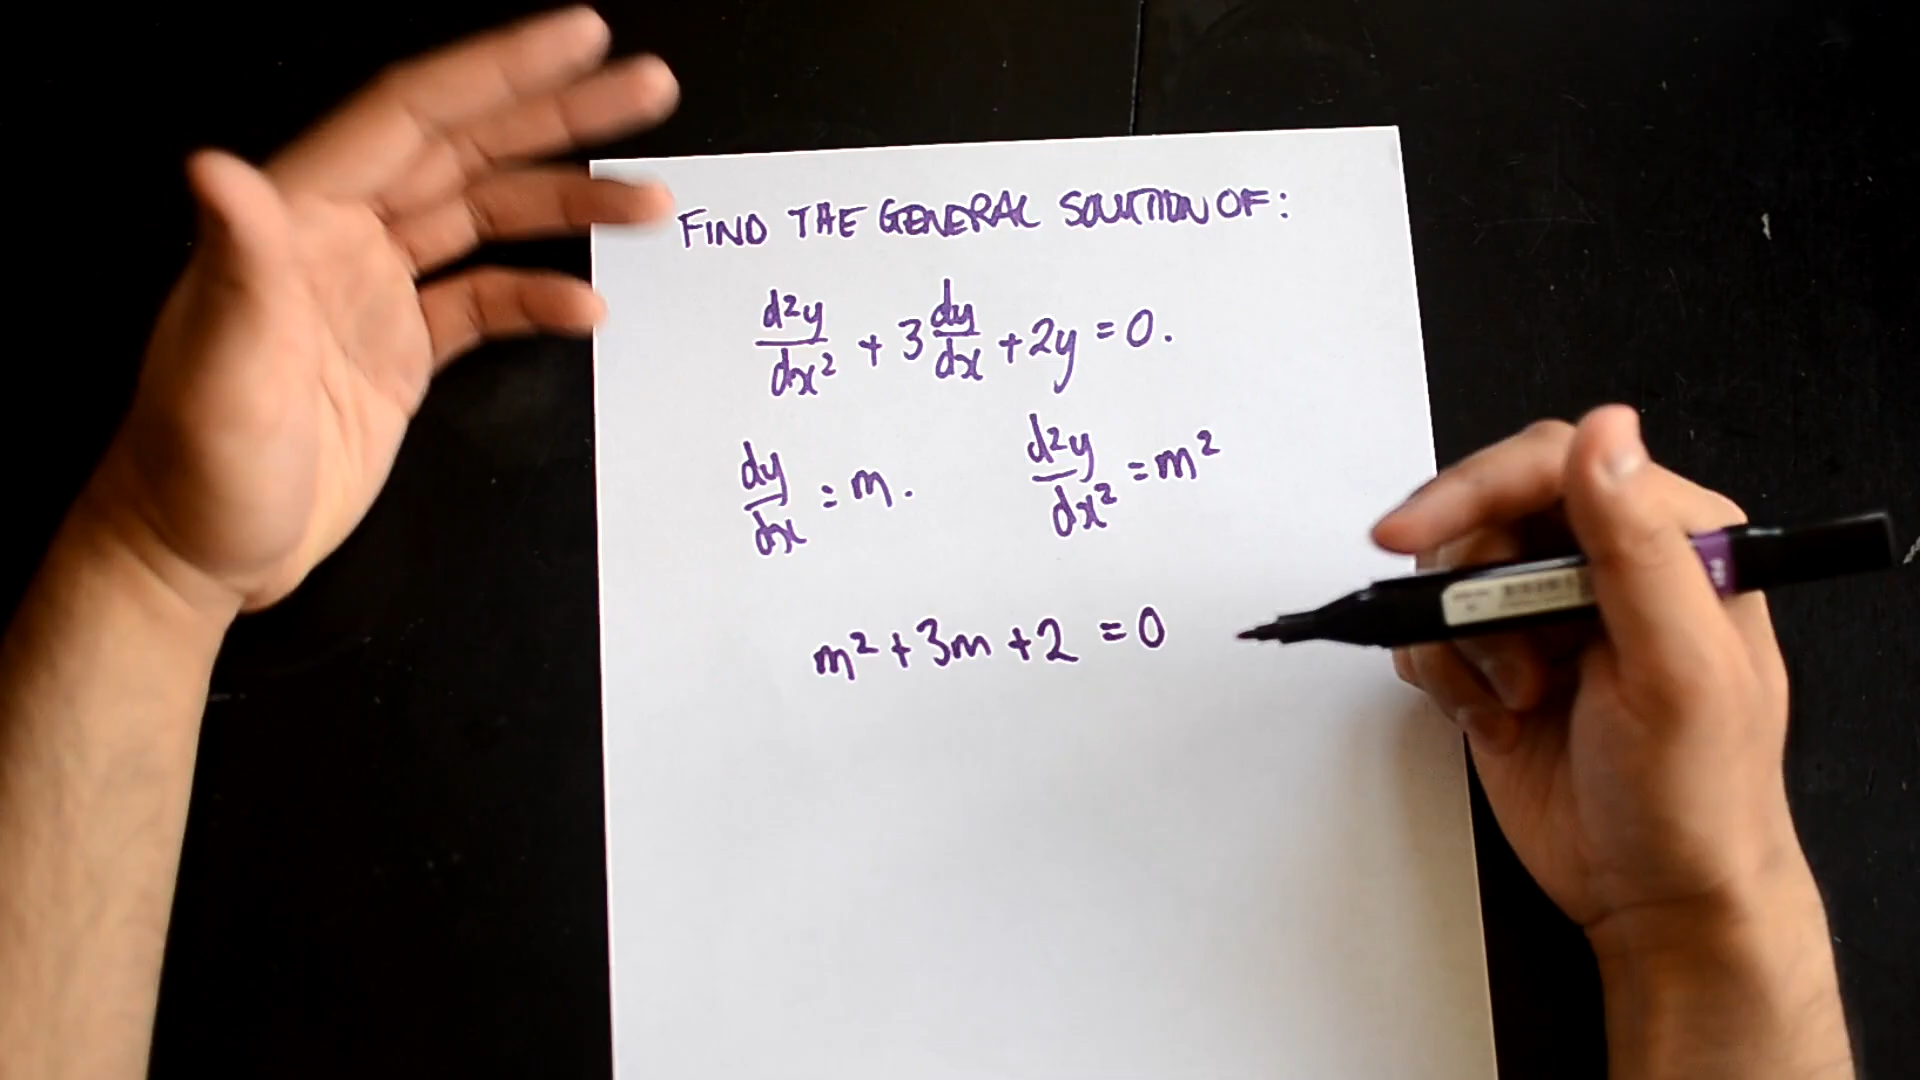 FIND THE GENERAL SOLUTION OF:
d²y/dx² + 3 dy/dx + 2y = 0.
dy/dx = m. d²y/dx² = m²
m² + 3m + 2 = 0